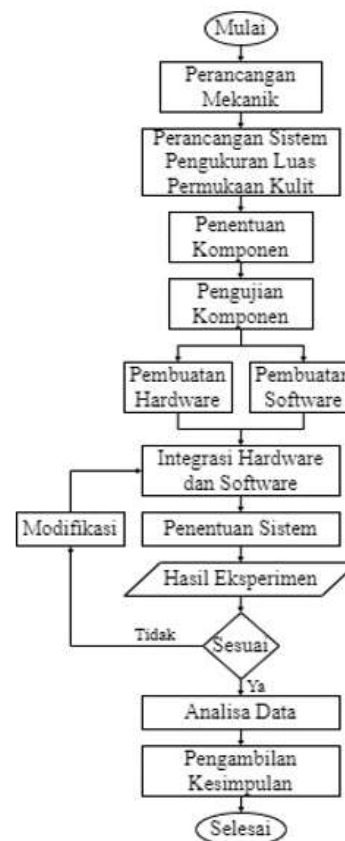 Mulai
Perancangan
Mekanik
Perancangan Sistem
Pengukuran Luas
Permukaan Kulit
Penentuan
Komponen
Pengujian
Komponen
Pembuatan
Hardware
Pembuatan
Software
Integrasi Hardware
dan Software
Modifikasi
Penentuan Sistem
Hasil Eksperimen
Tidak
Sesuai
Ya
Analisa Data
Pengambilan
Kesimpulan
Selesai